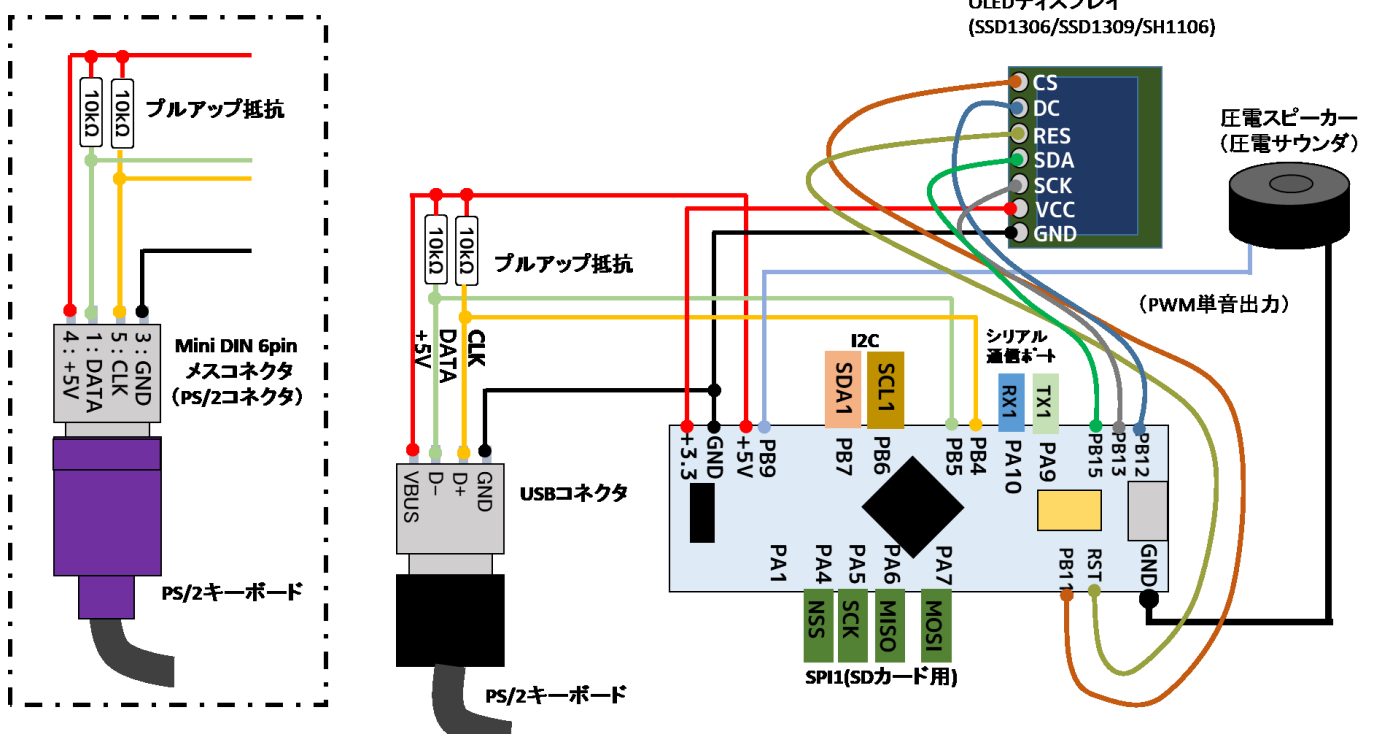 OLEDディスプレイ
(SSD1306/SSD1309/SH1106)
10kΩ
10kΩ
プルアップ抵抗
4：+5V
1：DATA
5：CLK
3：GND
Mini DIN 6pin
メスコネクタ
（PS/2コネクタ）
PS/2キーボード
10kΩ
10kΩ
プルアップ抵抗
+5V
DATA
CLK
VBUS
D-
D+
GND
USBコネクタ
PS/2キーボード
CS
DC
RES
SDA
SCK
VCC
GND
圧電スピーカー
（圧電サウンダ）
（PWM単音出力）
I2C
SDA1
SCL1
シリアル
通信ポート
RX1
TX1
+3.3
GND
+5V
PB9
PB7
PB6
PB5
PB4
PA10
PA9
PB15
PB13
PB12
PA1
PA4
PA5
PA6
PA7
PB11
RST
GND
NSS
SCK
MISO
MOSI
SPI1(SDカード用)